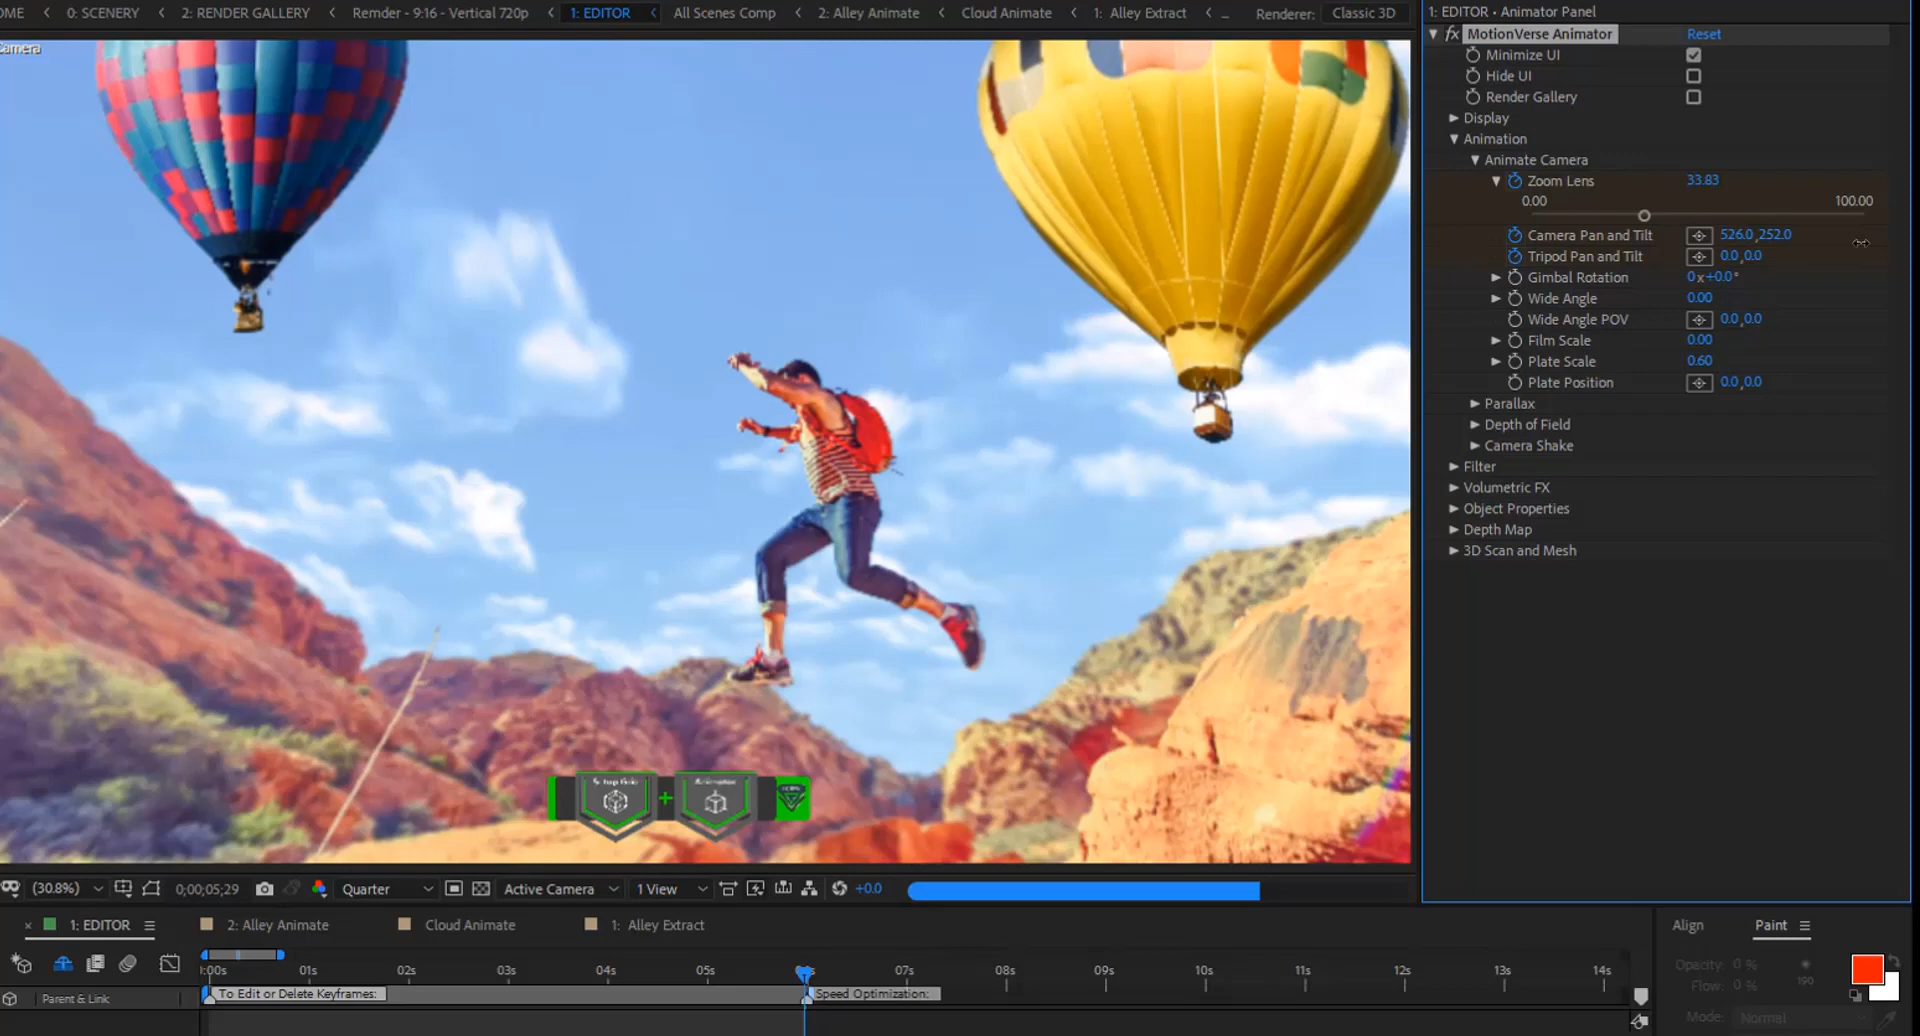 OME
0: SCENERY
2: RENDER GALLERY
Remder - 9:16 - Vertical 720p
1: EDITOR
All Scenes Comp
2: Alley Animate
Cloud Animate
1: Alley Extract
Renderer:
Classic 3D
Camera
1: EDITOR • Animator Panel
fx MotionVerse Animator
Reset
Minimize UI
Hide UI
Render Gallery
Display
Animation
Animate Camera
Zoom Lens
33.83
0.00
100.00
Camera Pan and Tilt
526.0,252.0
Tripod Pan and Tilt
0.0,0.0
Gimbal Rotation
0x+0.0°
Wide Angle
0.00
Wide Angle POV
0.0,0.0
Film Scale
0.00
Plate Scale
0.60
Plate Position
0.0,0.0
Parallax
Depth of Field
Camera Shake
Filter
Volumetric FX
Object Properties
Depth Map
3D Scan and Mesh
Animator
(30.8%)
0;00;05;29
Quarter
Active Camera
1 View
+0.0
1: EDITOR
2: Alley Animate
Cloud Animate
1: Alley Extract
Align
Paint
:00s
01s
02s
03s
04s
05s
07s
08s
09s
10s
11s
12s
13s
14s
Opacity: 0 %
Flow: 0 %
190
Parent & Link
To Edit or Delete Keyframes:
Speed Optimization:
Mode:
Normal